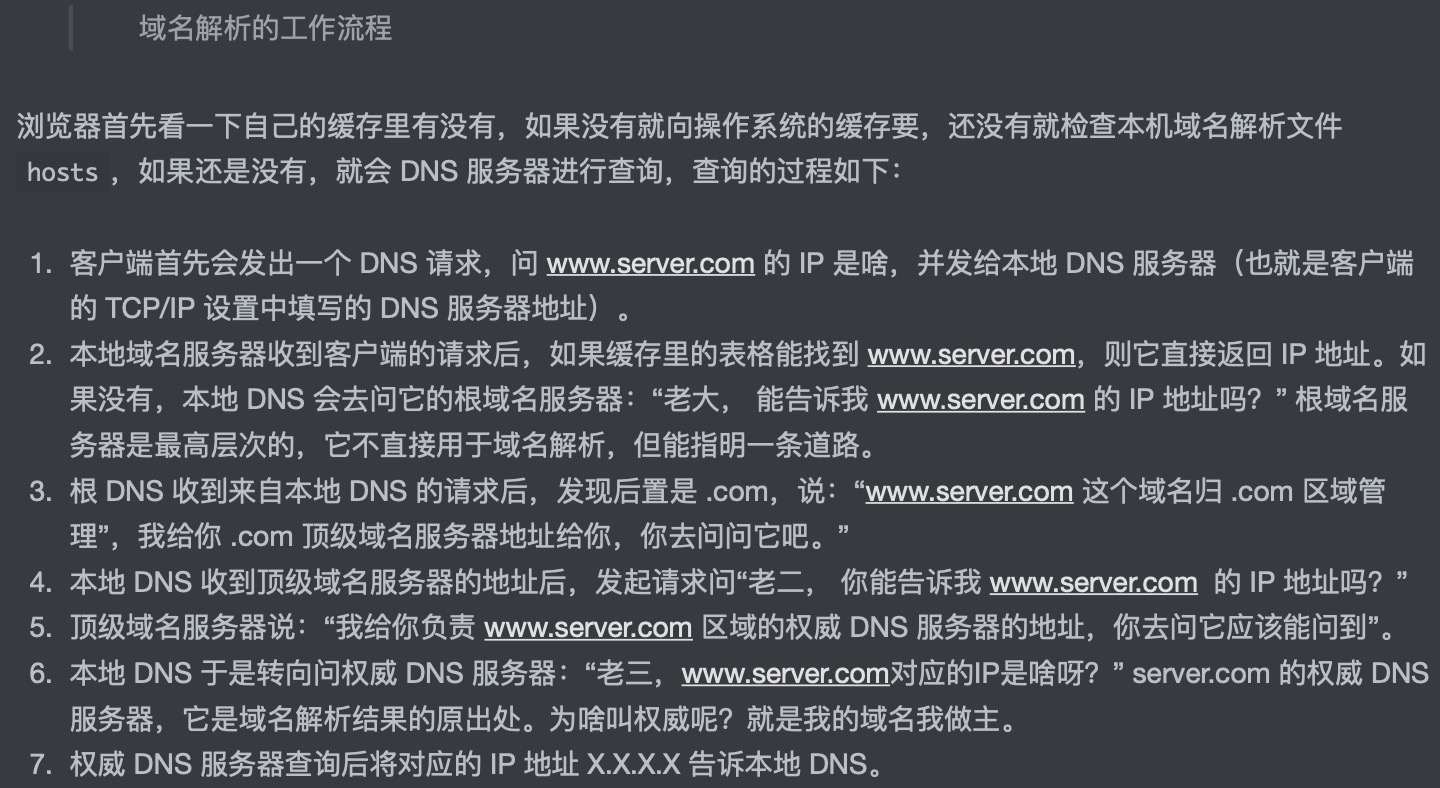 域名解析的工作流程
浏览器首先看一下自己的缓存里有没有，如果没有就向操作系统的缓存要，还没有就检查本机域名解析文件
hosts ，如果还是没有，就会 DNS 服务器进行查询，查询的过程如下：
1. 客户端首先会发出一个 DNS 请求，问 www.server.com 的 IP 是啥，并发给本地 DNS 服务器（也就是客户端
的 TCP/IP 设置中填写的 DNS 服务器地址）。
2. 本地域名服务器收到客户端的请求后，如果缓存里的表格能找到 www.server.com，则它直接返回 IP 地址。如
果没有，本地 DNS 会去问它的根域名服务器：“老大， 能告诉我 www.server.com 的 IP 地址吗？” 根域名服
务器是最高层次的，它不直接用于域名解析，但能指明一条道路。
3. 根 DNS 收到来自本地 DNS 的请求后，发现后置是 .com，说：“www.server.com 这个域名归 .com 区域管
理”，我给你 .com 顶级域名服务器地址给你，你去问问它吧。”
4. 本地 DNS 收到顶级域名服务器的地址后，发起请求问“老二， 你能告诉我 www.server.com 的 IP 地址吗？”
5. 顶级域名服务器说：“我给你负责 www.server.com 区域的权威 DNS 服务器的地址，你去问它应该能问到”。
6. 本地 DNS 于是转向问权威 DNS 服务器：“老三，www.server.com对应的IP是啥呀？” server.com 的权威 DNS
服务器，它是域名解析结果的原出处。为啥叫权威呢？就是我的域名我做主。
7. 权威 DNS 服务器查询后将对应的 IP 地址 X.X.X.X 告诉本地 DNS。